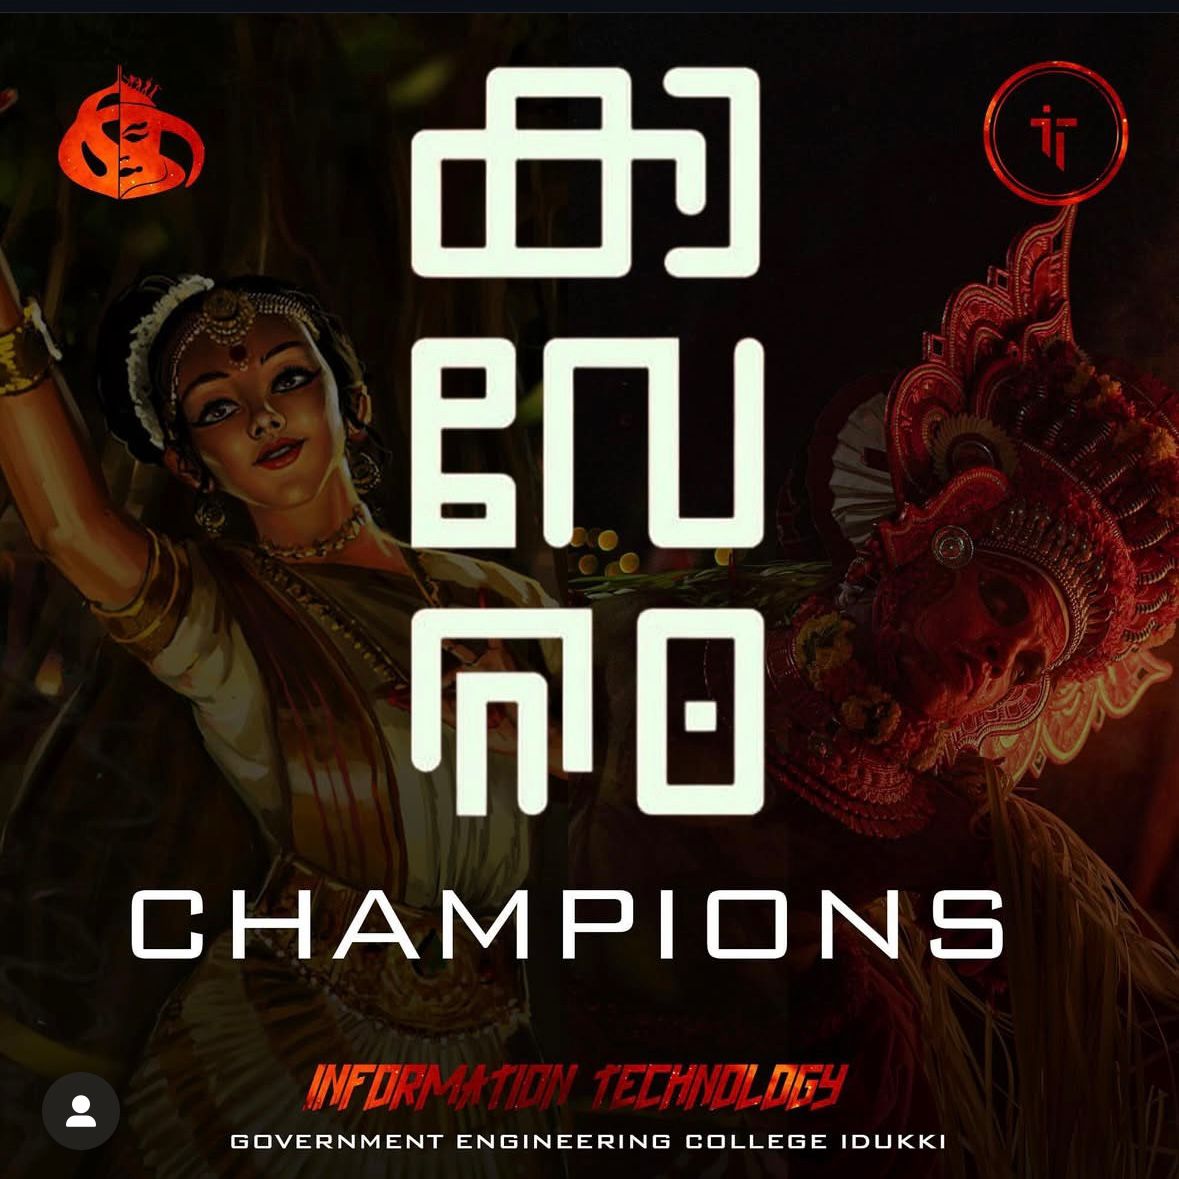 കാ
വേ
ഗം
CHAMPIONS
INFORMATION TECHNOLOGY
GOVERNMENT ENGINEERING COLLEGE IDUKKI